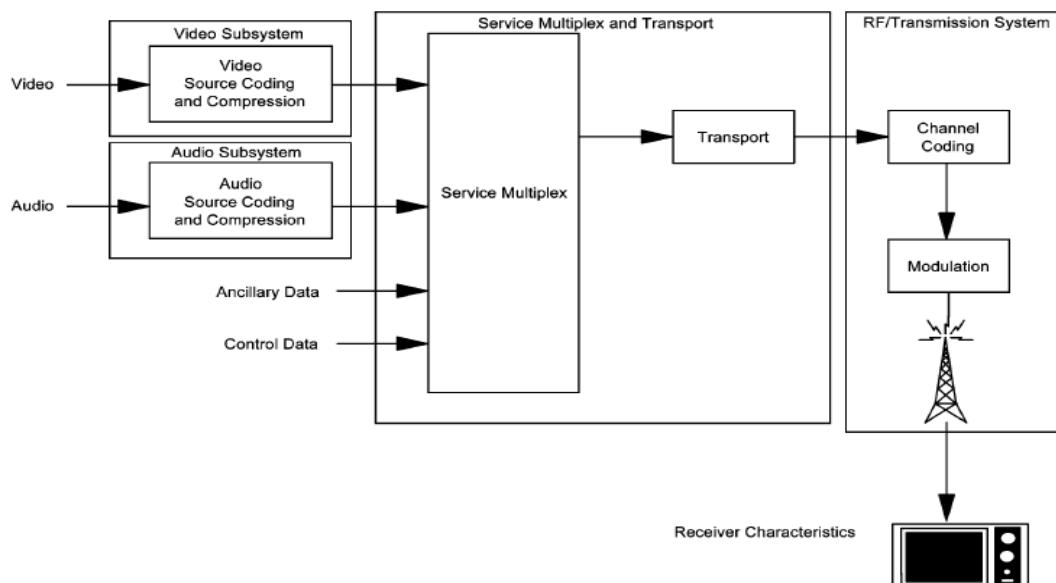 Video Subsystem
Service Multiplex and Transport
RF/Transmission System
Video
Video
Source Coding
and Compression
Audio Subsystem
Audio
Audio
Source Coding
and Compression
Service Multiplex
Transport
Channel
Coding
Modulation
Ancillary Data
Control Data
Receiver Characteristics